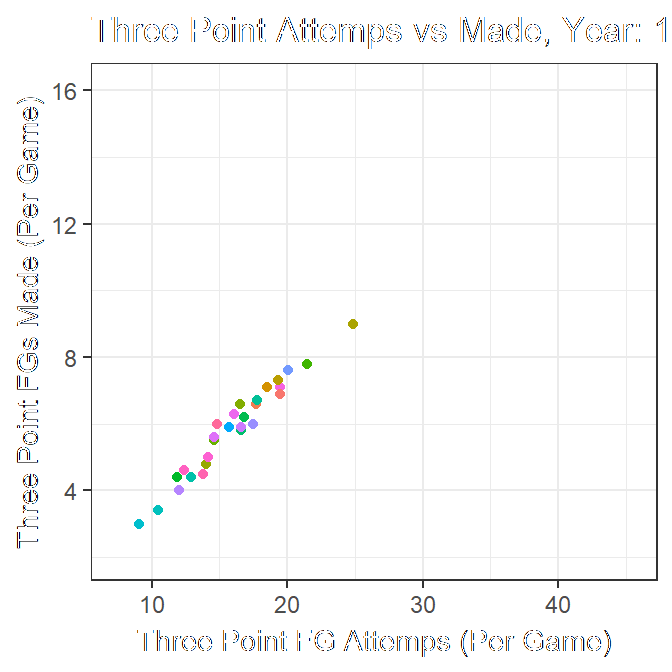 Three Point Attemps vs Made, Year: 1
Three Point FGs Made (Per Game)
16
12
8
4
10 20 30 40
Three Point FG Attemps (Per Game)